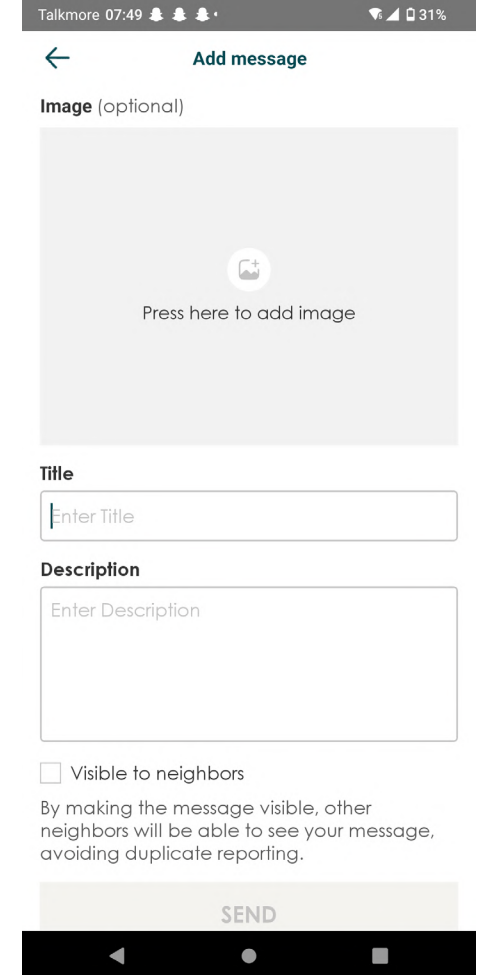 Talkmore 07:49 31%
Add message
Image (optional)
Press here to add image
Title
Enter Title
Description
Enter Description
Visible to neighbors
By making the message visible, other
neighbors will be able to see your message,
avoiding duplicate reporting.
SEND